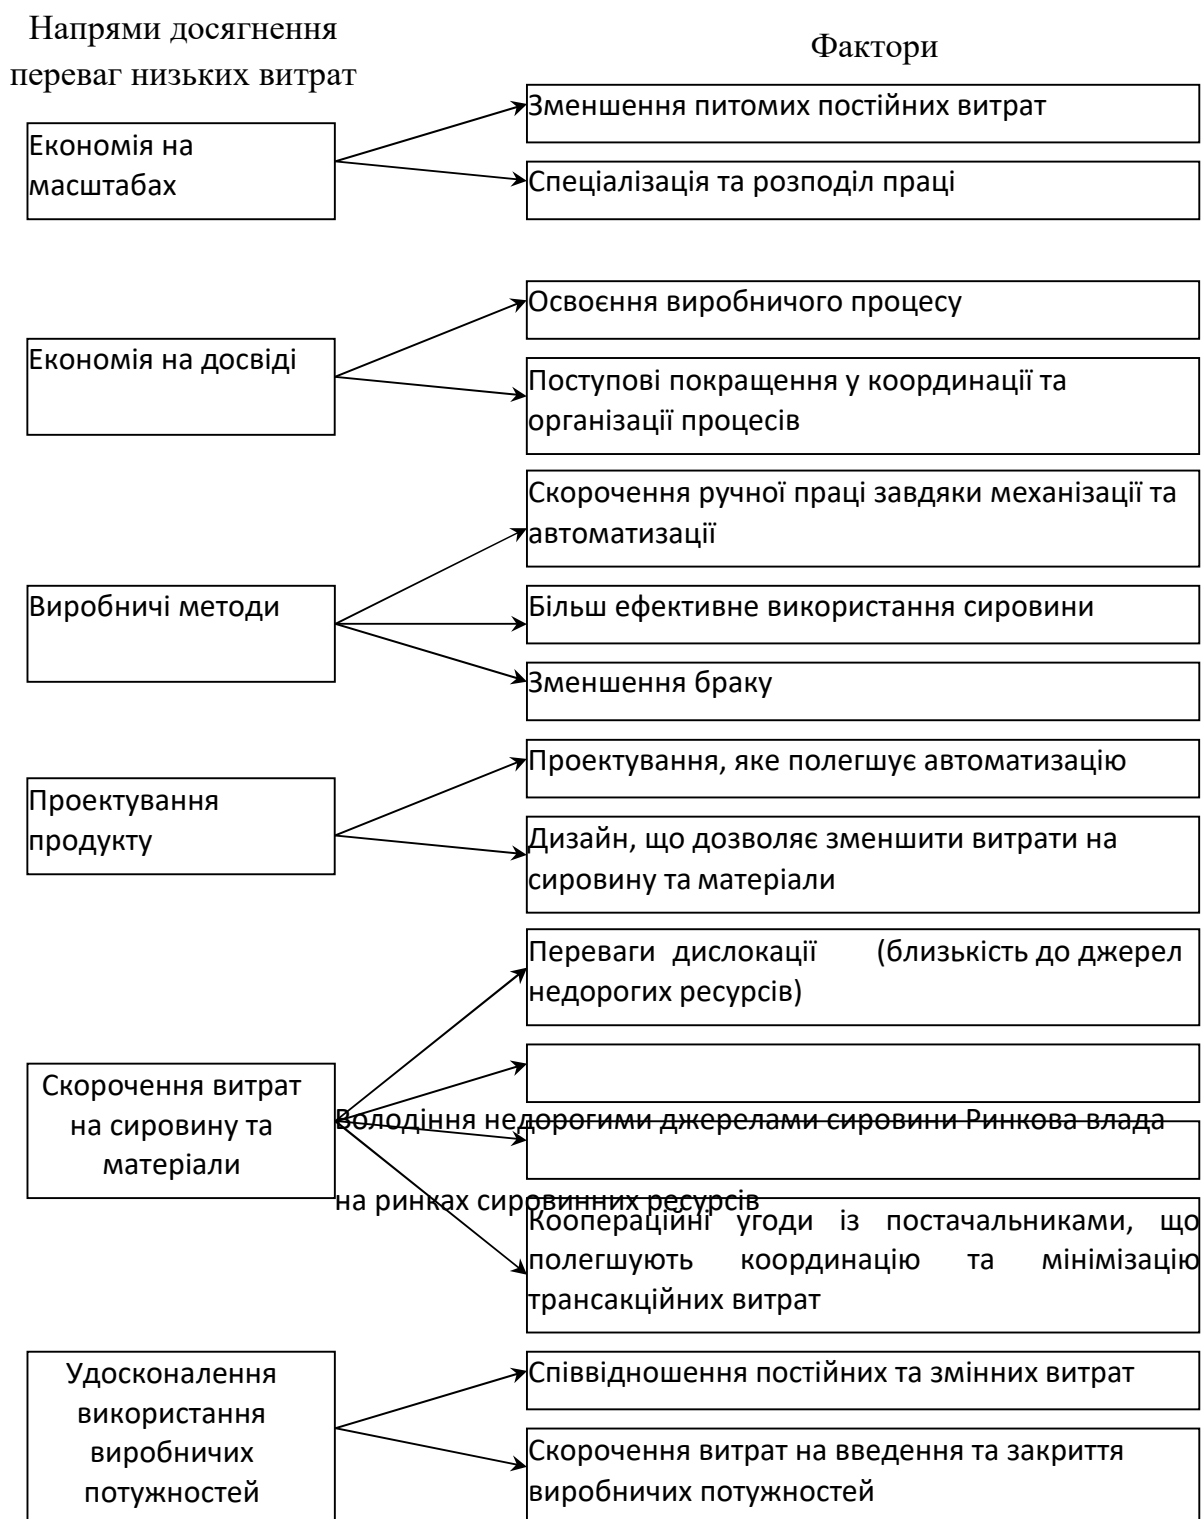 Напрями досягнення
переваг низьких витрат
Фактори
Економія на
масштабах
Зменшення питомих постійних витрат
Спеціалізація та розподіл праці
Економія на досвіді
Освоєння виробничого процесу
Поступові покращення у координації та
організації процесів
Виробничі методи
Скорочення ручної праці завдяки механізації та
автоматизації
Більш ефективне використання сировини
Зменшення браку
Проектування
продукту
Проектування, яке полегшує автоматизацію
Дизайн, що дозволяє зменшити витрати на
сировину та матеріали
Скорочення витрат
на сировину та
матеріали
Переваги дислокації (близькість до джерел
недорогих ресурсів)
Володіння недорогими джерелами сировини Ринкова влада
на ринках сировинних ресурсів
Коопераційні угоди із постачальниками, що
полегшують координацію та мінімізацію
трансакційних витрат
Удосконалення
використання
виробничих
потужностей
Співвідношення постійних та змінних витрат
Скорочення витрат на введення та закриття
виробничих потужностей